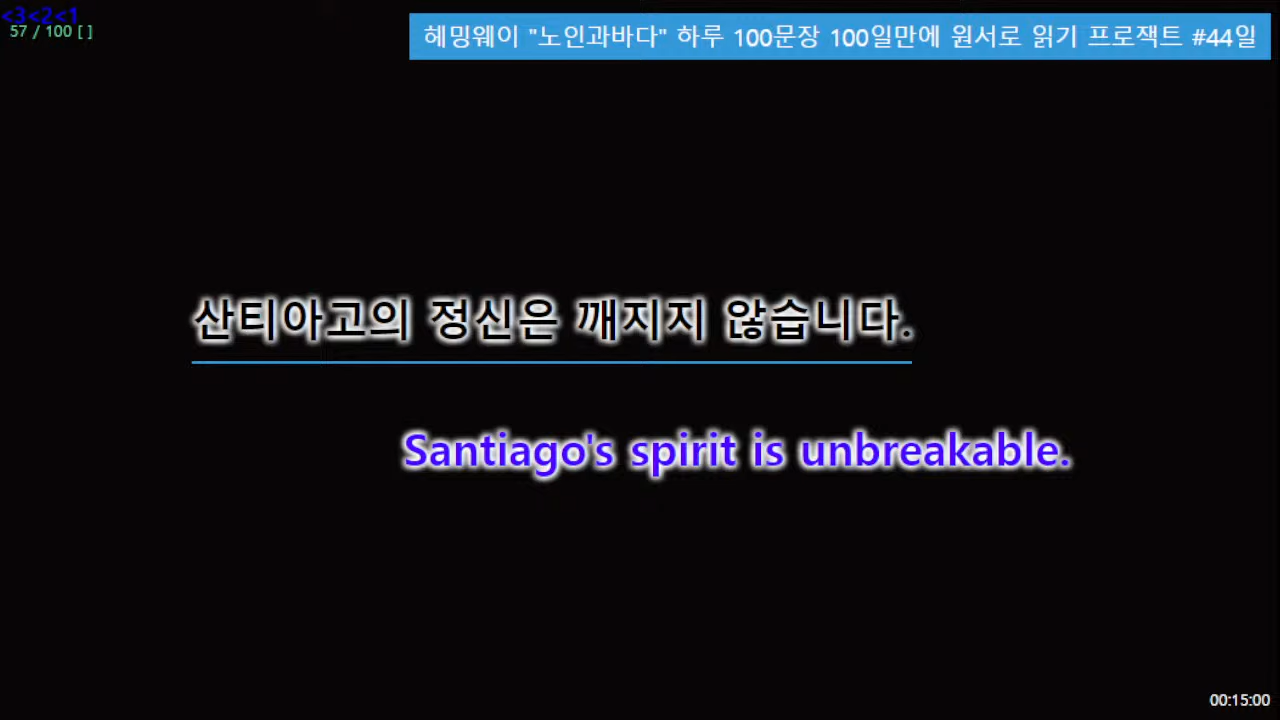 <3<2<1
57 / 100 [ ]
헤밍웨이 "노인과바다" 하루 100문장 100일만에 원서로 읽기 프로잭트 #44일
산티아고의 정신은 깨지지 않습니다.
Santiago's spirit is unbreakable.
00:15:00